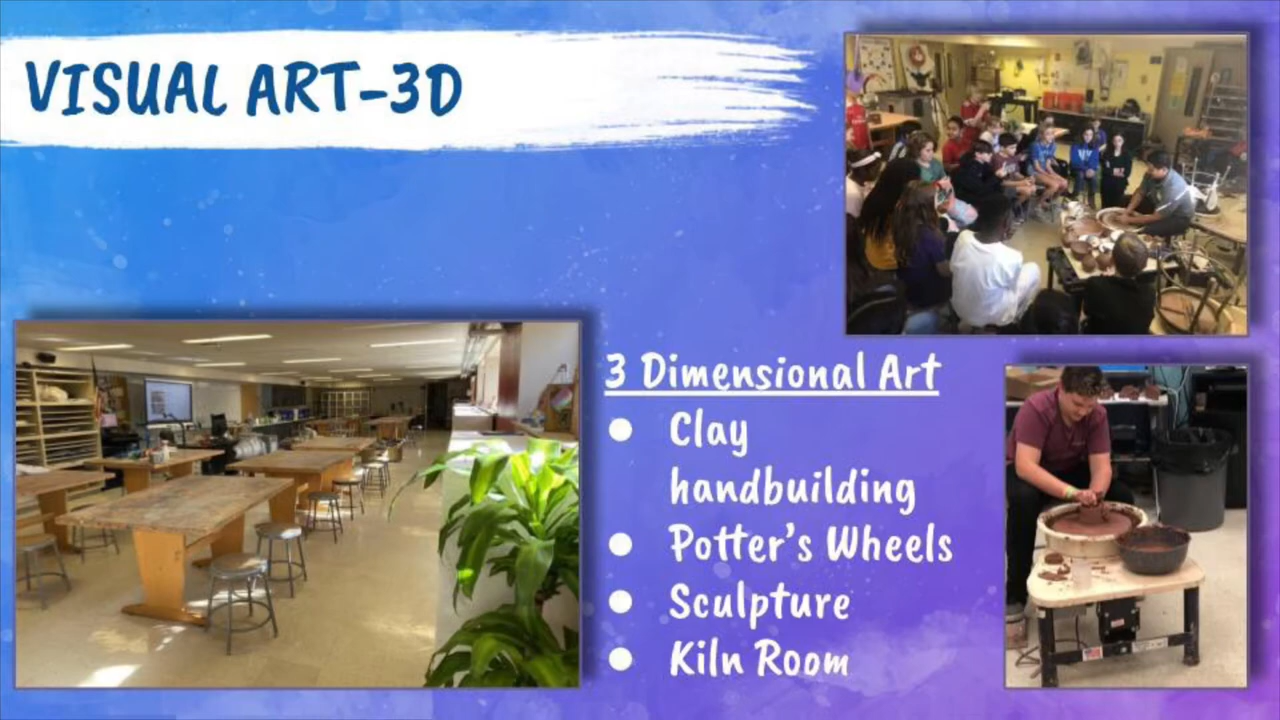 VISUAL ART-3D
3 Dimensional Art
● Clay
handbuilding
● Potter's Wheels
● Sculpture
● Kiln Room